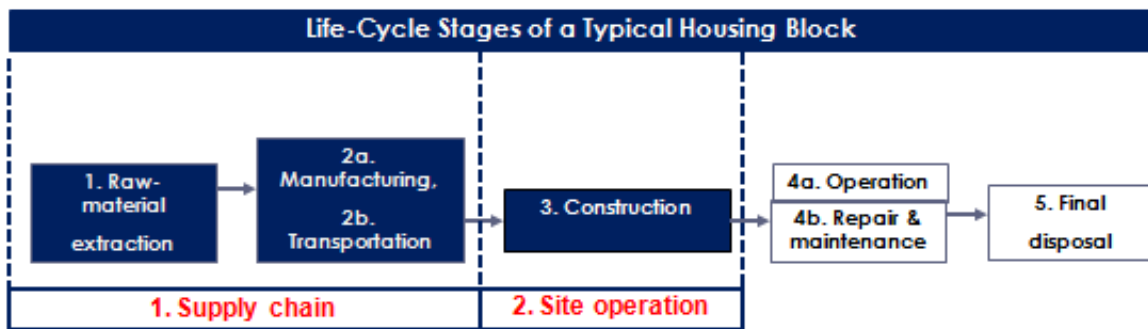 Life-Cycle Stages of a Typical Housing Block
1. Raw-
material
extraction
2a.
Manufacturing,
2b.
Transportation
3. Construction
4a. Operation
4b. Repair &
maintenance
5. Final
disposal
1. Supply chain
2. Site operation